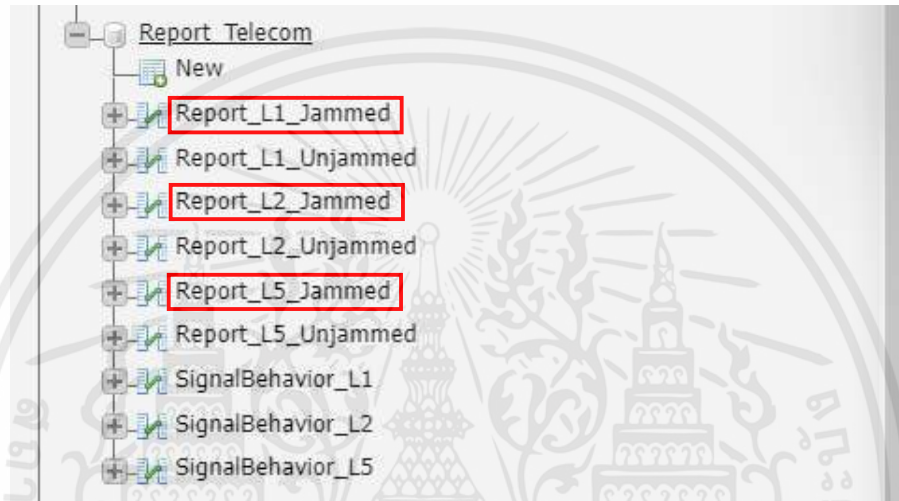 Report_Telecom
New
Report_L1_Jammed
Report_L1_Unjammed
Report_L2_Jammed
Report_L2_Unjammed
Report_L5_Jammed
Report_L5_Unjammed
SignalBehavior_L1
SignalBehavior_L2
SignalBehavior_L5